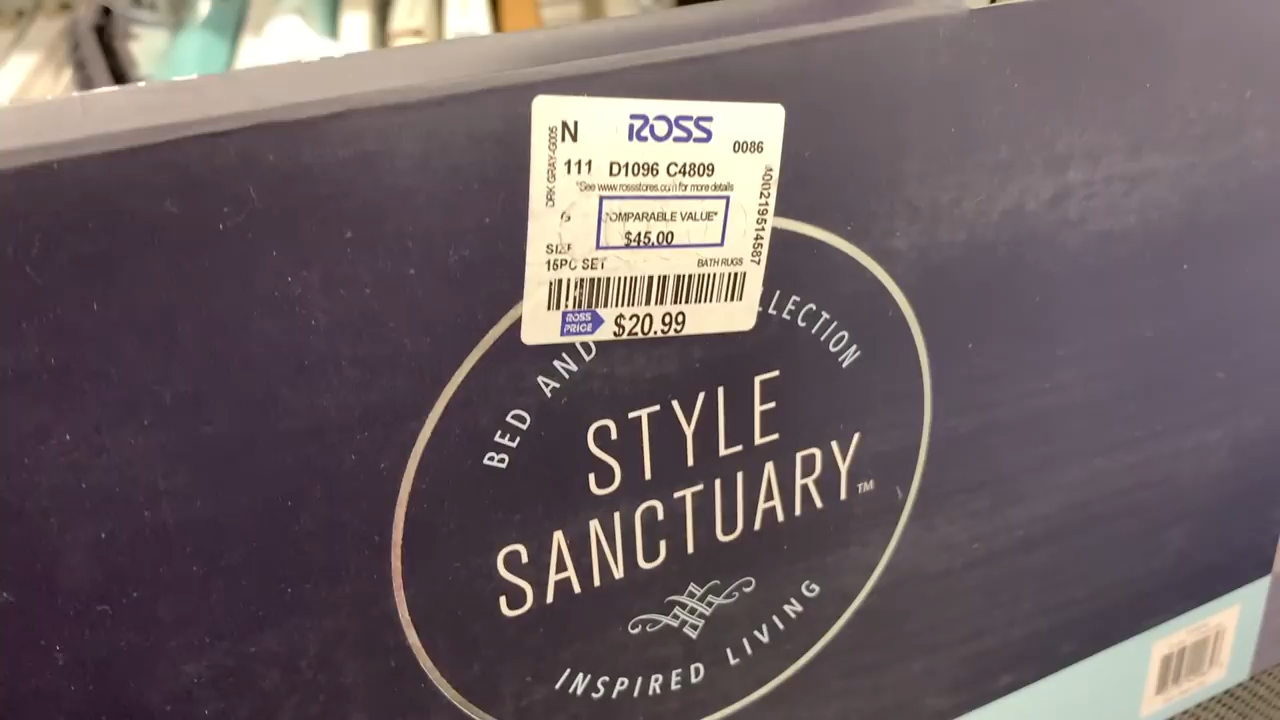 N ROSS
0086
111 D1096 C4809
*See www.rossstores.com for more details
DRK GRAY-G005
400219514587
COMPARABLE VALUE*
$45.00
SIZE
15PC SET BATH RUGS
ROSS PRICE $20.99
BED AND
LLECTION
STYLE
SANCTUARY™
INSPIRED LIVING